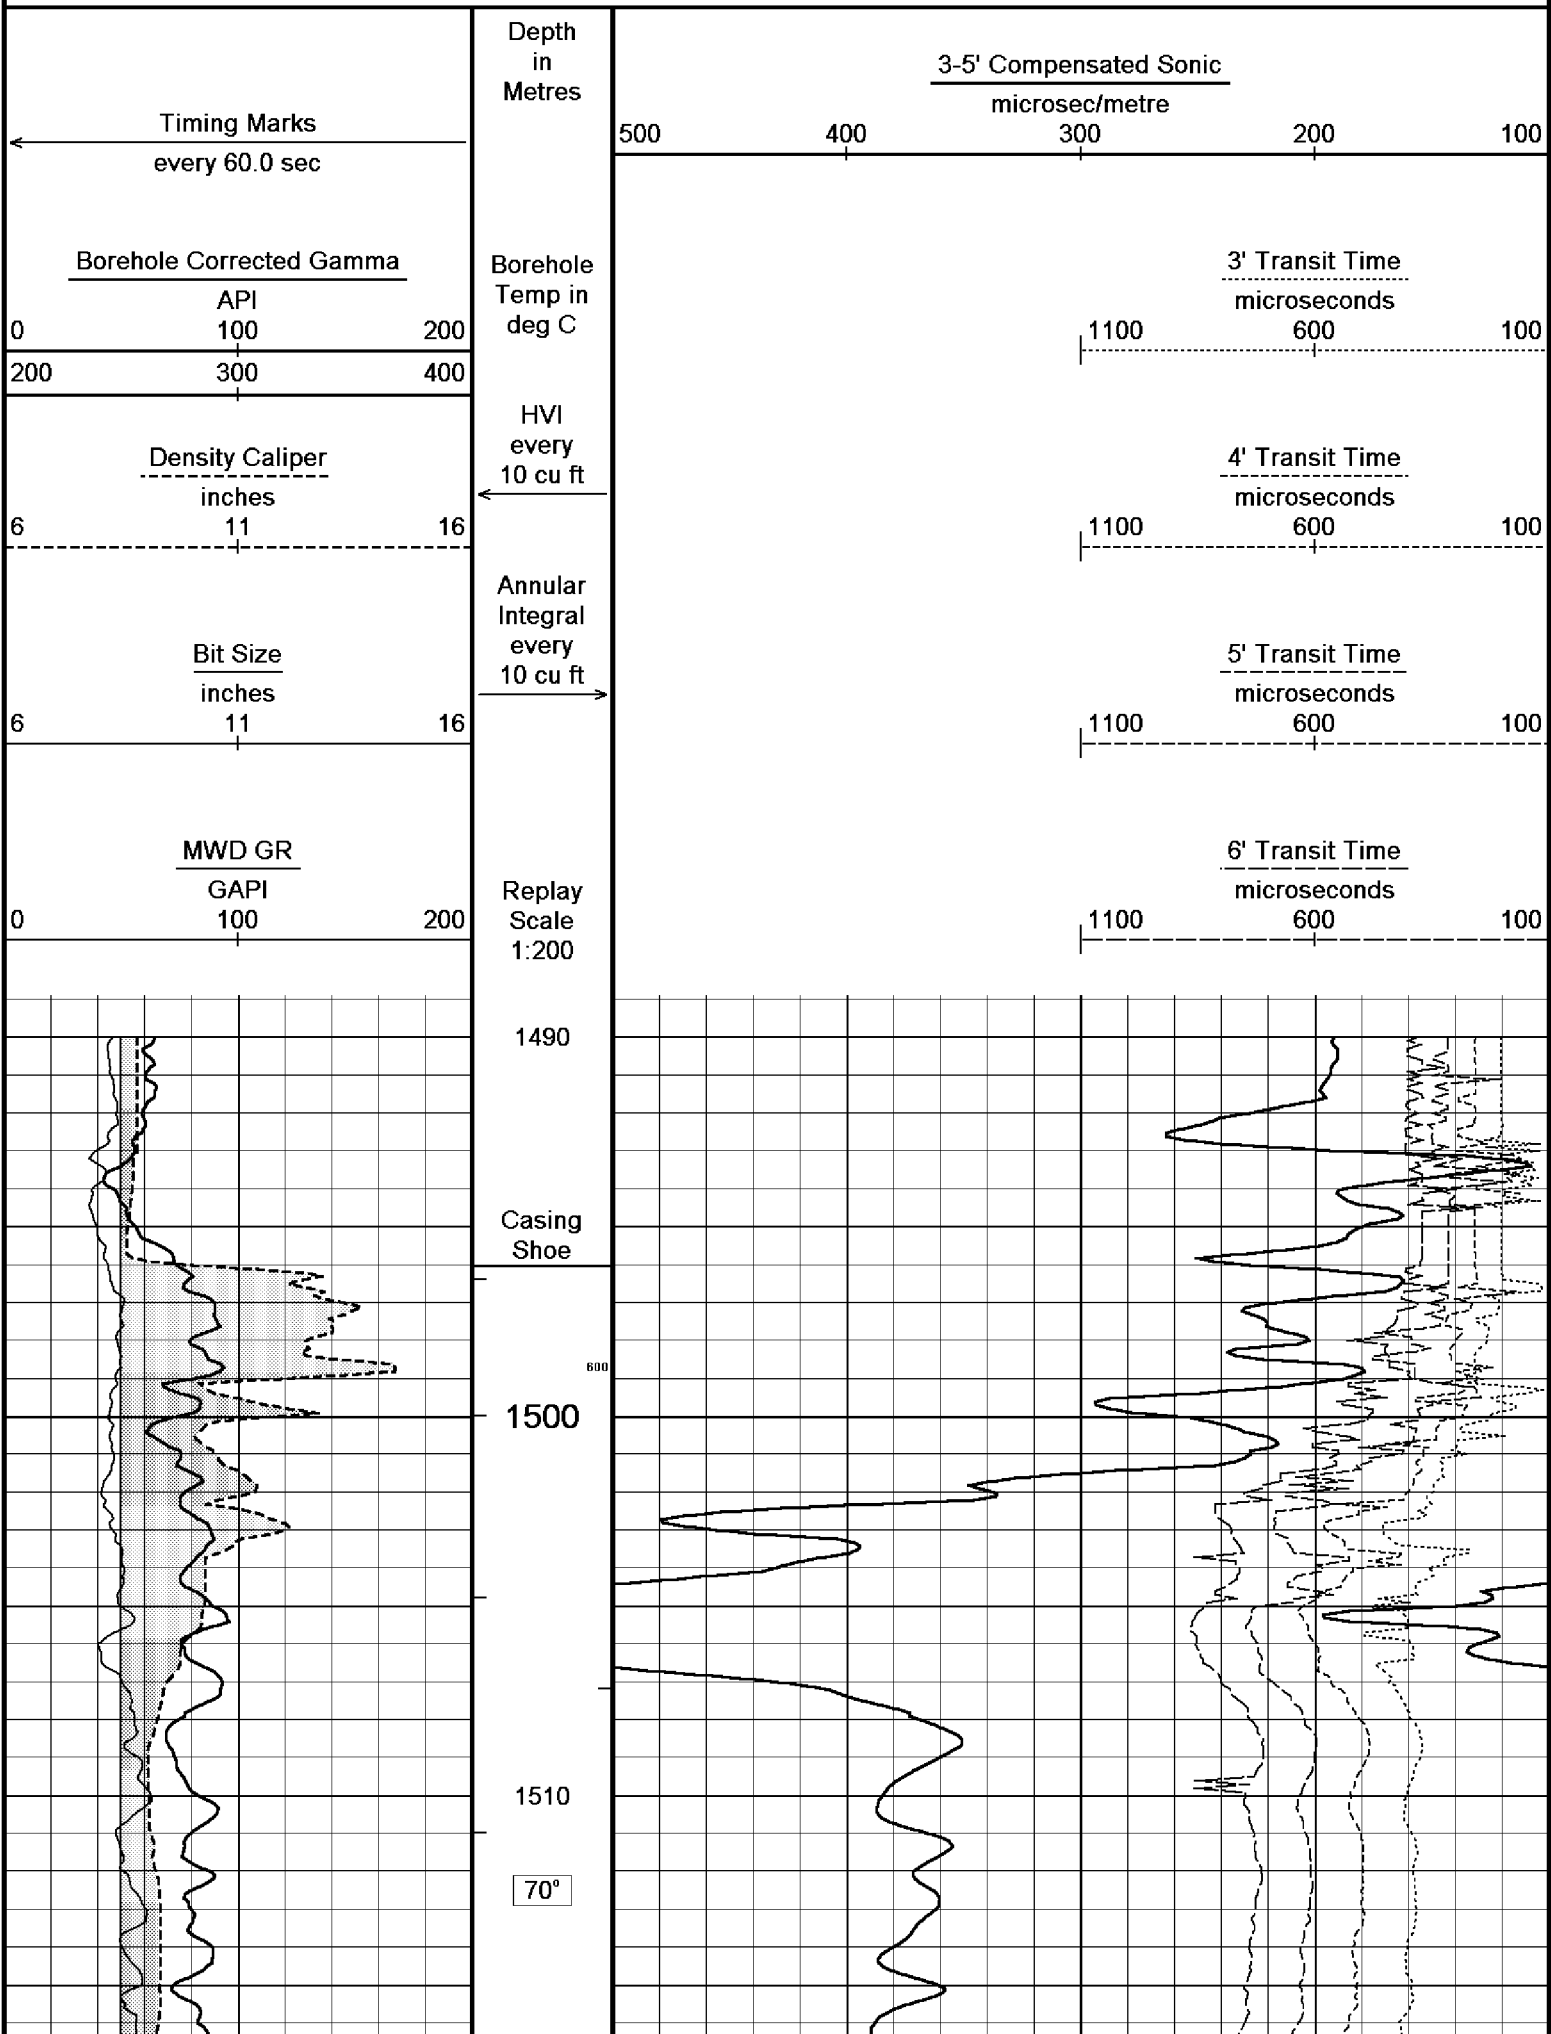 Depth
in
Metres
3-5' Compensated Sonic
microsec/metre
500 400 300 200 100
Timing Marks
every 60.0 sec
Borehole Corrected Gamma
API
0 100 200
200 300 400
Borehole
Temp in
deg C
3' Transit Time
microseconds
1100 600 100
HVI
every
10 cu ft
Density Caliper
inches
6 11 16
4' Transit Time
microseconds
1100 600 100
Annular
Integral
every
10 cu ft
Bit Size
inches
6 11 16
5' Transit Time
microseconds
1100 600 100
MWD GR
GAPI
0 100 200
Replay
Scale
1:200
6' Transit Time
microseconds
1100 600 100
1490
Casing
Shoe
600
1500
1510
70°